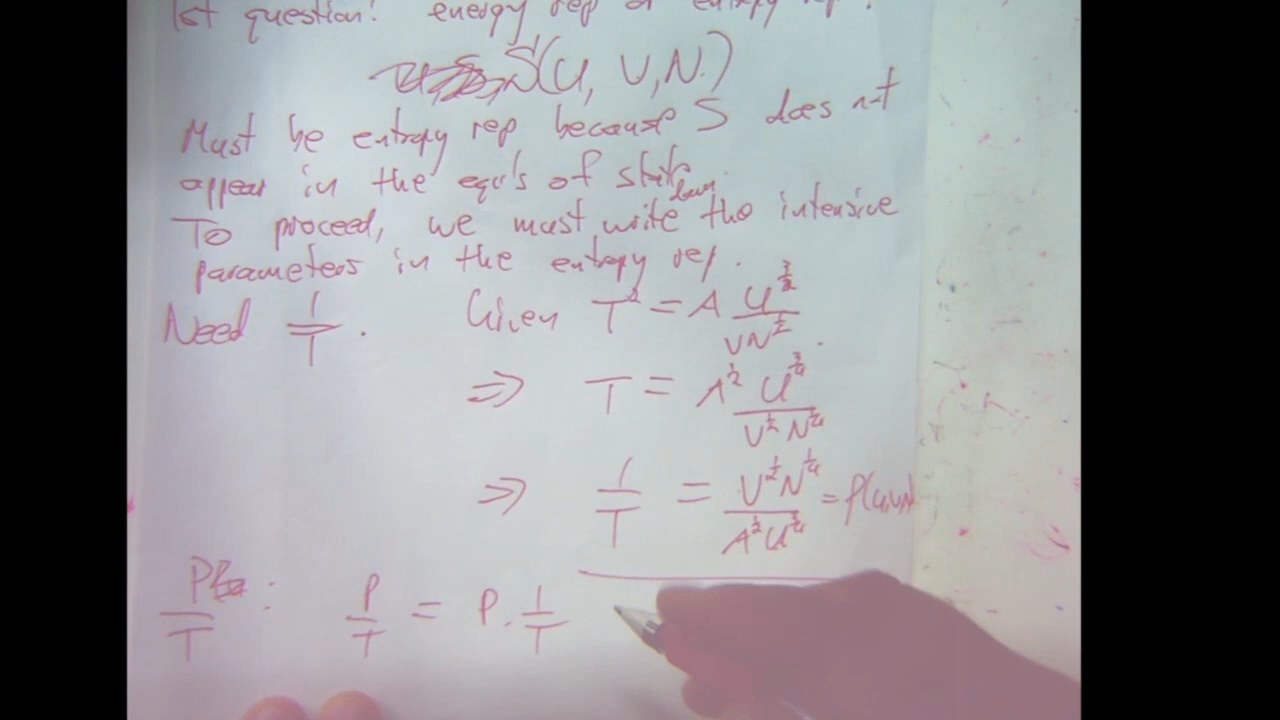 1st question: energy rep or entropy rep?
S(U, V, N)
Must be entropy rep because S does not
appear in the equ's of state.
To proceed, we must write down the intensive
parameters in the entropy rep.
Need 1/T. Given T² = A U^{3/2} / V N^{1/2}.
⇒ T = A^{1/2} U^{3/4} / V^{1/2} N^{1/4}
⇒ 1/T = V^{1/2} N^{1/4} / A^{1/2} U^{3/4} = f(U,V,N)
P/T : P/T = P · 1/T